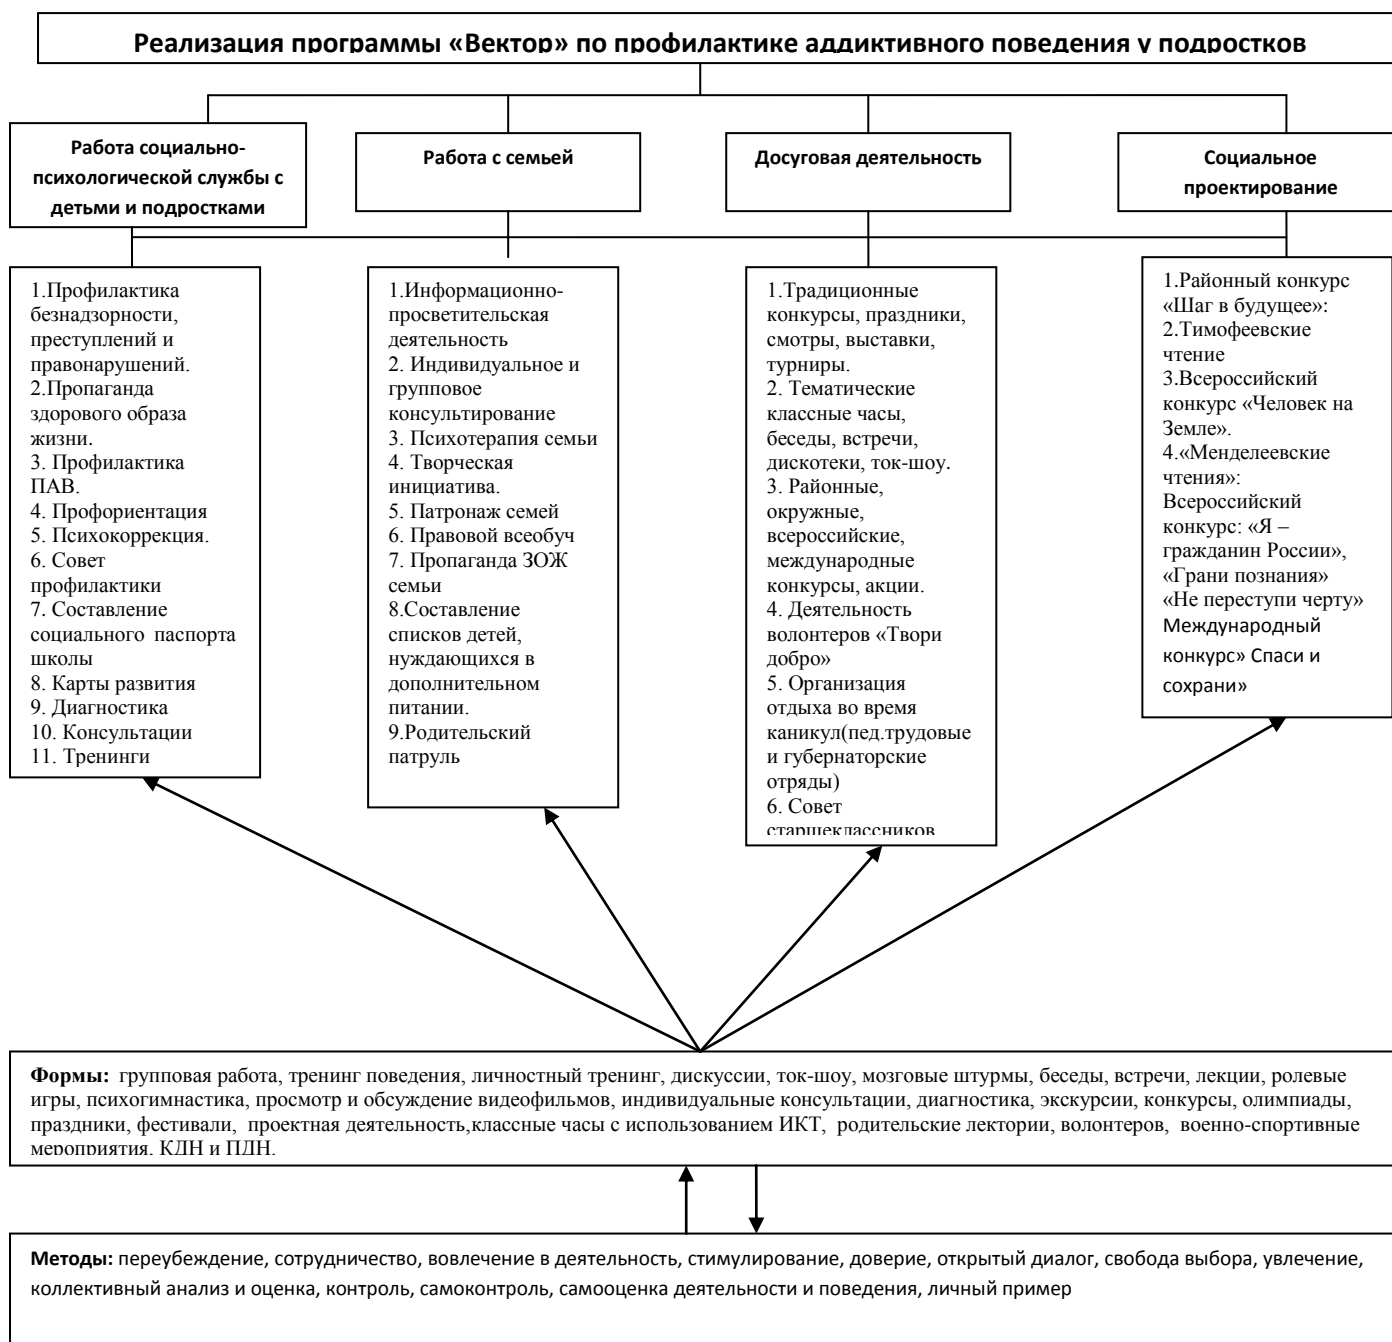 Реализация программы «Вектор» по профилактике аддиктивного поведения у подростков
Работа социально-
психологической службы с
детьми и подростками
Работа с семьей
Досуговая деятельность
Социальное
проектирование
1.Профилактика
безнадзорности,
преступлений и
правонарушений.
2.Пропаганда
здорового образа
жизни.
3. Профилактика
ПАВ.
4. Профориентация
5. Психокоррекция.
6. Совет
профилактики
7. Составление
социального паспорта
школы
8. Карты развития
9. Диагностика
10. Консультации
11. Тренинги
1.Информационно-
просветительская
деятельность
2. Индивидуальное и
групповое
консультирование
3. Психотерапия семьи
4. Творческая
инициатива.
5. Патронаж семей
6. Правовой всеобуч
7. Пропаганда ЗОЖ
семьи
8.Составление
списков детей,
нуждающихся в
дополнительном
питании.
9.Родительский
патруль
1.Традиционные
конкурсы, праздники,
смотры, выставки,
турниры.
2. Тематические
классные часы,
беседы, встречи,
дискотеки, ток-шоу.
3. Районные,
окружные,
всероссийские,
международные
конкурсы, акции.
4. Деятельность
волонтеров «Твори
добро»
5. Организация
отдыха во время
каникул(пед.трудовые
и губернаторские
отряды)
6. Совет
старшеклассников
1.Районный конкурс
«Шаг в будущее»:
2.Тимофеевские
чтение
3.Всероссийский
конкурс «Человек на
Земле».
4.«Менделеевские
чтения»:
Всероссийский
конкурс: «Я –
гражданин России»,
«Грани познания»
«Не переступи черту»
Международный
конкурс» Спаси и
сохрани»
Формы: групповая работа, тренинг поведения, личностный тренинг, дискуссии, ток-шоу, мозговые штурмы, беседы, встречи, лекции, ролевые
игры, психогимнастика, просмотр и обсуждение видеофильмов, индивидуальные консультации, диагностика, экскурсии, конкурсы, олимпиады,
праздники, фестивали, проектная деятельность,классные часы с использованием ИКТ, родительские лектории, волонтеров, военно-спортивные
мероприятия, КДН и ПДН.
Методы: переубеждение, сотрудничество, вовлечение в деятельность, стимулирование, доверие, открытый диалог, свобода выбора, увлечение,
коллективный анализ и оценка, контроль, самоконтроль, самооценка деятельности и поведения, личный пример